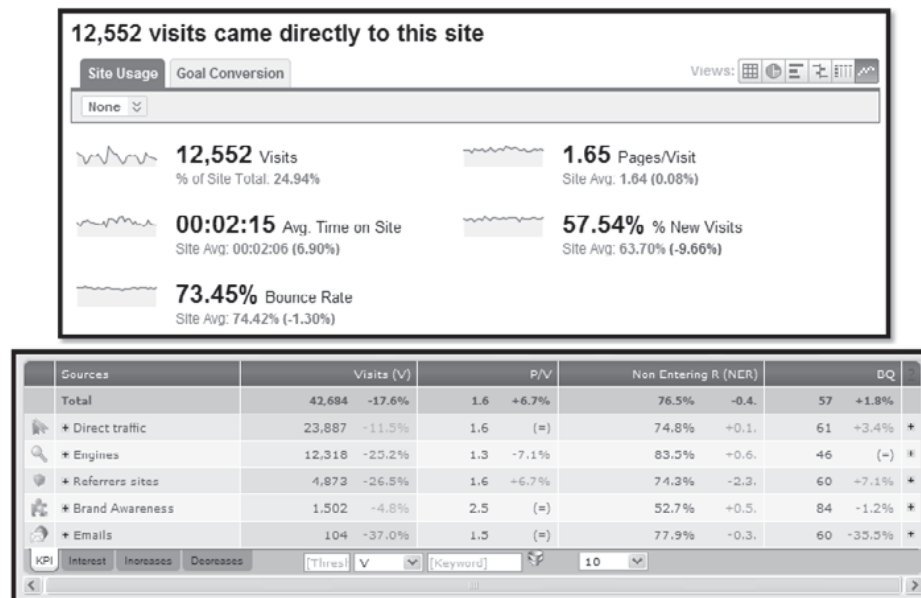 12,552 visits came directly to this site
Site Usage Goal Conversion Views:
None
12,552 Visits
% of Site Total: 24.94%
1.65 Pages/Visit
Site Avg: 1.64 (0.08%)
00:02:15 Avg. Time on Site
Site Avg: 00:02:06 (6.90%)
57.54% % New Visits
Site Avg: 63.70% (-9.66%)
73.45% Bounce Rate
Site Avg: 74.42% (-1.30%)
Sources Visits (V) P/V Non Entering R (NER) BQ
Total 42,684 -17.6% 1.6 +6.7% 76.5% -0.4. 57 +1.8%
+ Direct traffic 23,887 -11.5% 1.6 (=) 74.8% +0.1. 61 +3.4% +
+ Engines 12,318 -25.2% 1.3 -7.1% 83.5% +0.6. 46 (=) +
+ Referrers sites 4,873 -26.5% 1.6 +6.7% 74.3% -2.3. 60 +7.1% +
+ Brand Awareness 1.502 -4.8% 2.5 (=) 52.7% +0.5. 84 -1.2% +
+ Emails 104 -37.0% 1.5 (=) 77.9% -0.3. 60 -35.5% +
KPI Interest Increases Decreases [Thresl V [Keyword] 10